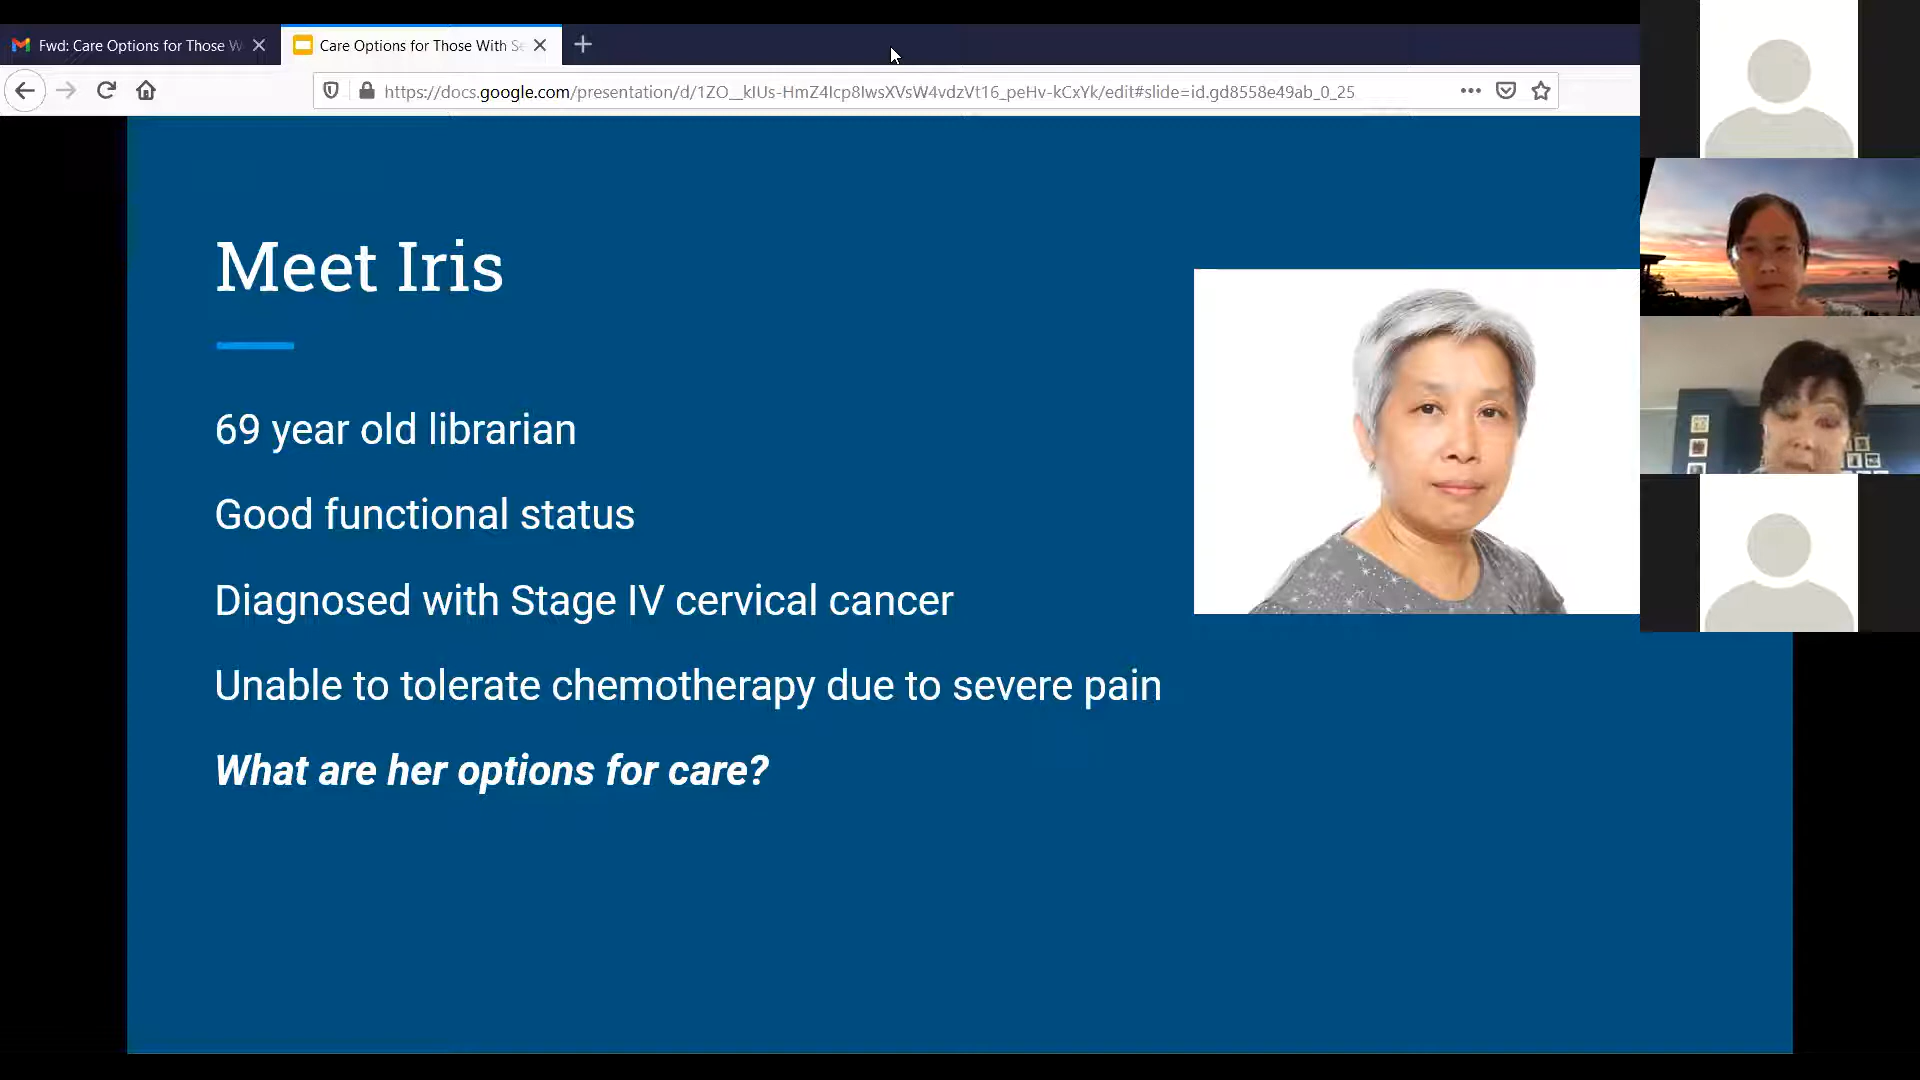 Fwd: Care Options for Those W
Care Options for Those With Se
https://docs.google.com/presentation/d/1ZO__kIUs-HmZ4Icp8IwsXVsW4vdzVt16_peHv-kCxYk/edit#slide=id.gd8558e49ab_0_25
Meet Iris
69 year old librarian
Good functional status
Diagnosed with Stage IV cervical cancer
Unable to tolerate chemotherapy due to severe pain
What are her options for care?